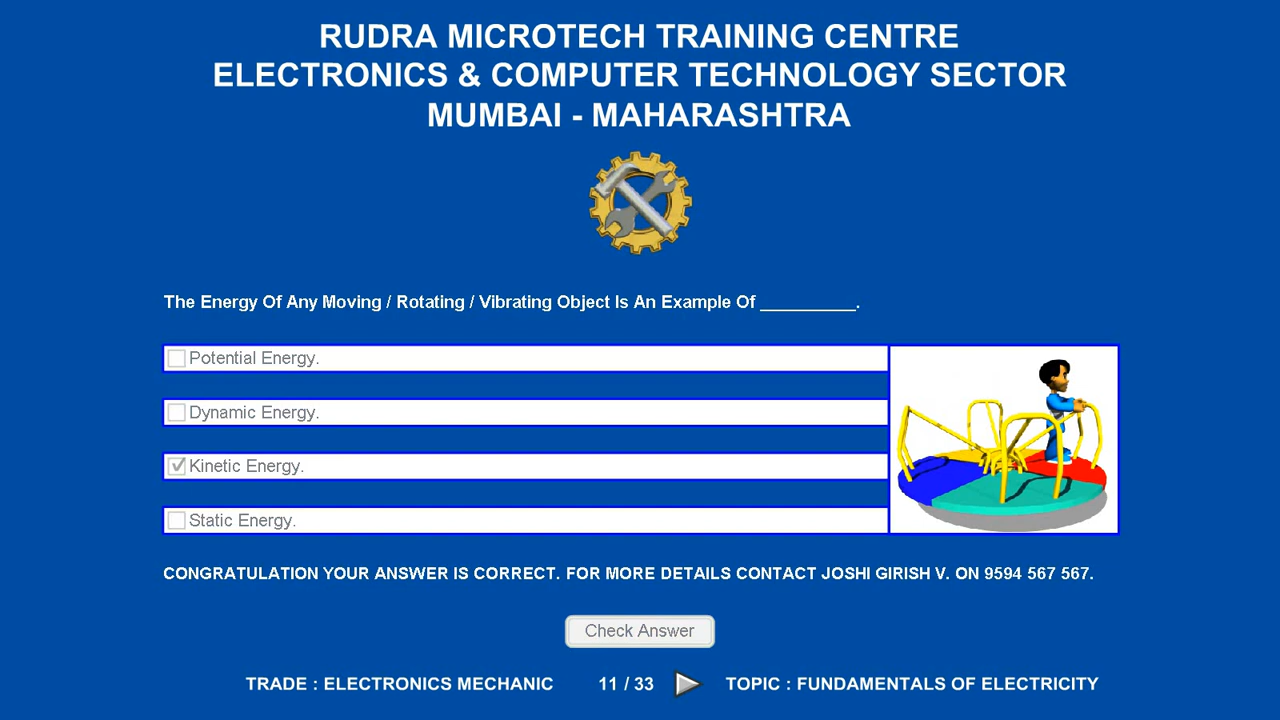 RUDRA MICROTECH TRAINING CENTRE
ELECTRONICS & COMPUTER TECHNOLOGY SECTOR
MUMBAI - MAHARASHTRA
The Energy Of Any Moving / Rotating / Vibrating Object Is An Example Of __________.
Potential Energy.
Dynamic Energy.
Kinetic Energy.
Static Energy.
CONGRATULATION YOUR ANSWER IS CORRECT. FOR MORE DETAILS CONTACT JOSHI GIRISH V. ON 9594 567 567.
Check Answer
TRADE : ELECTRONICS MECHANIC 11 / 33 TOPIC : FUNDAMENTALS OF ELECTRICITY